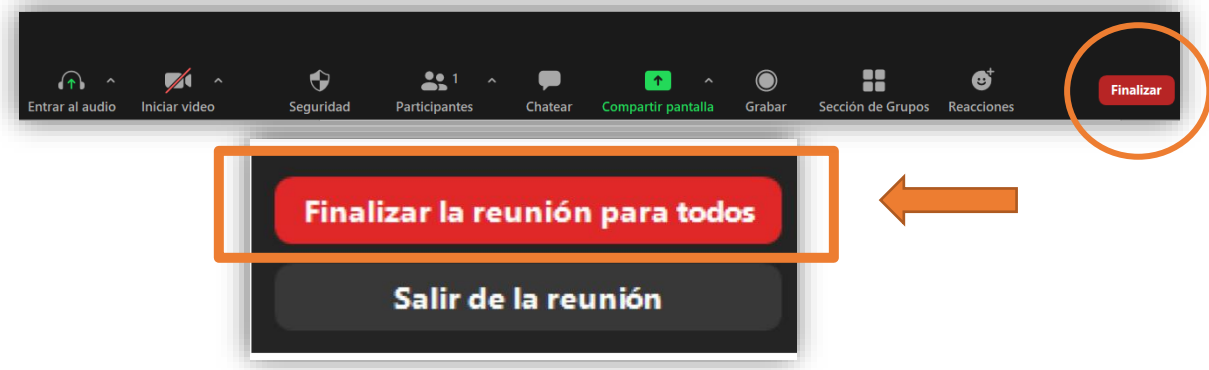 Entrar al audio
Iniciar video
Seguridad
1
Participantes
Chatear
Compartir pantalla
Grabar
Sección de Grupos
Reacciones
Finalizar
Finalizar la reunión para todos
Salir de la reunión